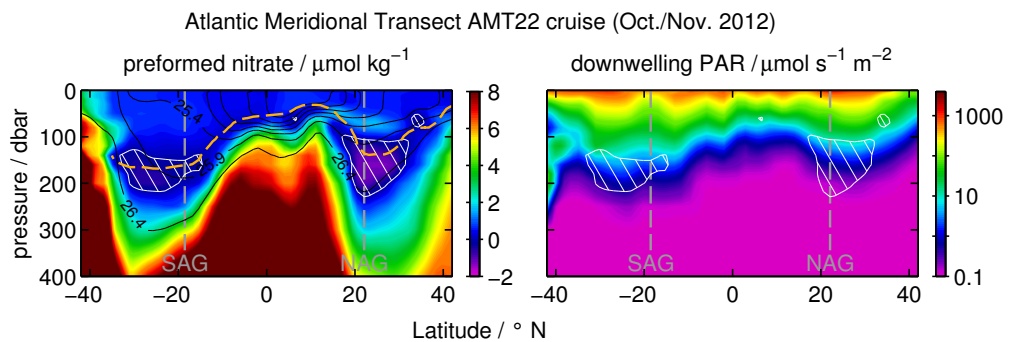 Atlantic Meridional Transect AMT22 cruise (Oct./Nov. 2012)
preformed nitrate / μmol kg⁻¹
downwelling PAR / μmol s⁻¹ m⁻²
pressure / dbar
0
100
200
300
400
25.4
26.4
SAG
NAG
−40
−20
0
20
40
8
6
4
2
0
−2
SAG
NAG
−40
−20
0
20
40
1000
10
0.1
Latitude / ° N